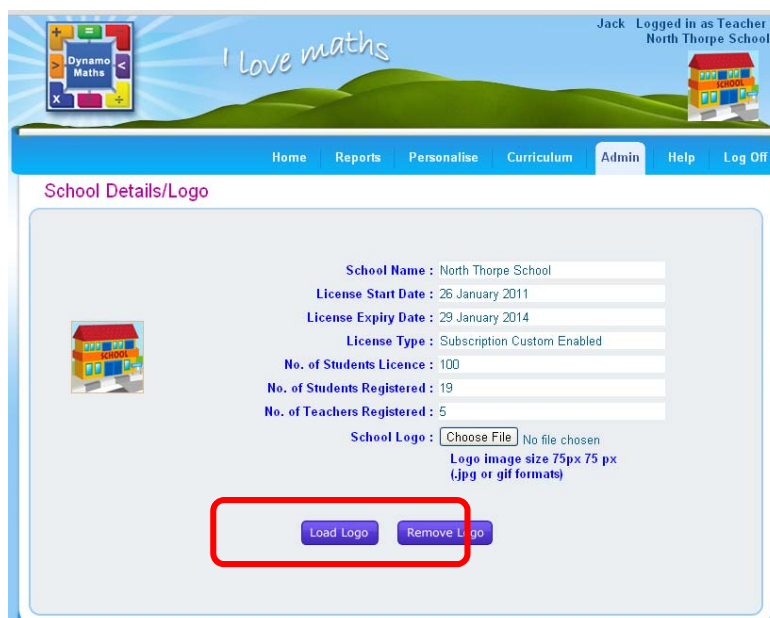 Jack Logged in as Teacher
North Thorpe School
+ =
Dynamo
Maths
> <
x ÷
I Love maths
SCHOOL
Home Reports Personalise Curriculum Admin Help Log Off
School Details/Logo
School Name : North Thorpe School
License Start Date : 26 January 2011
License Expiry Date : 29 January 2014
License Type : Subscription Custom Enabled
No. of Students Licence : 100
No. of Students Registered : 19
No. of Teachers Registered : 5
SCHOOL
School Logo : Choose File No file chosen
Logo image size 75px 75 px
(.jpg or gif formats)
Load Logo Remove Logo